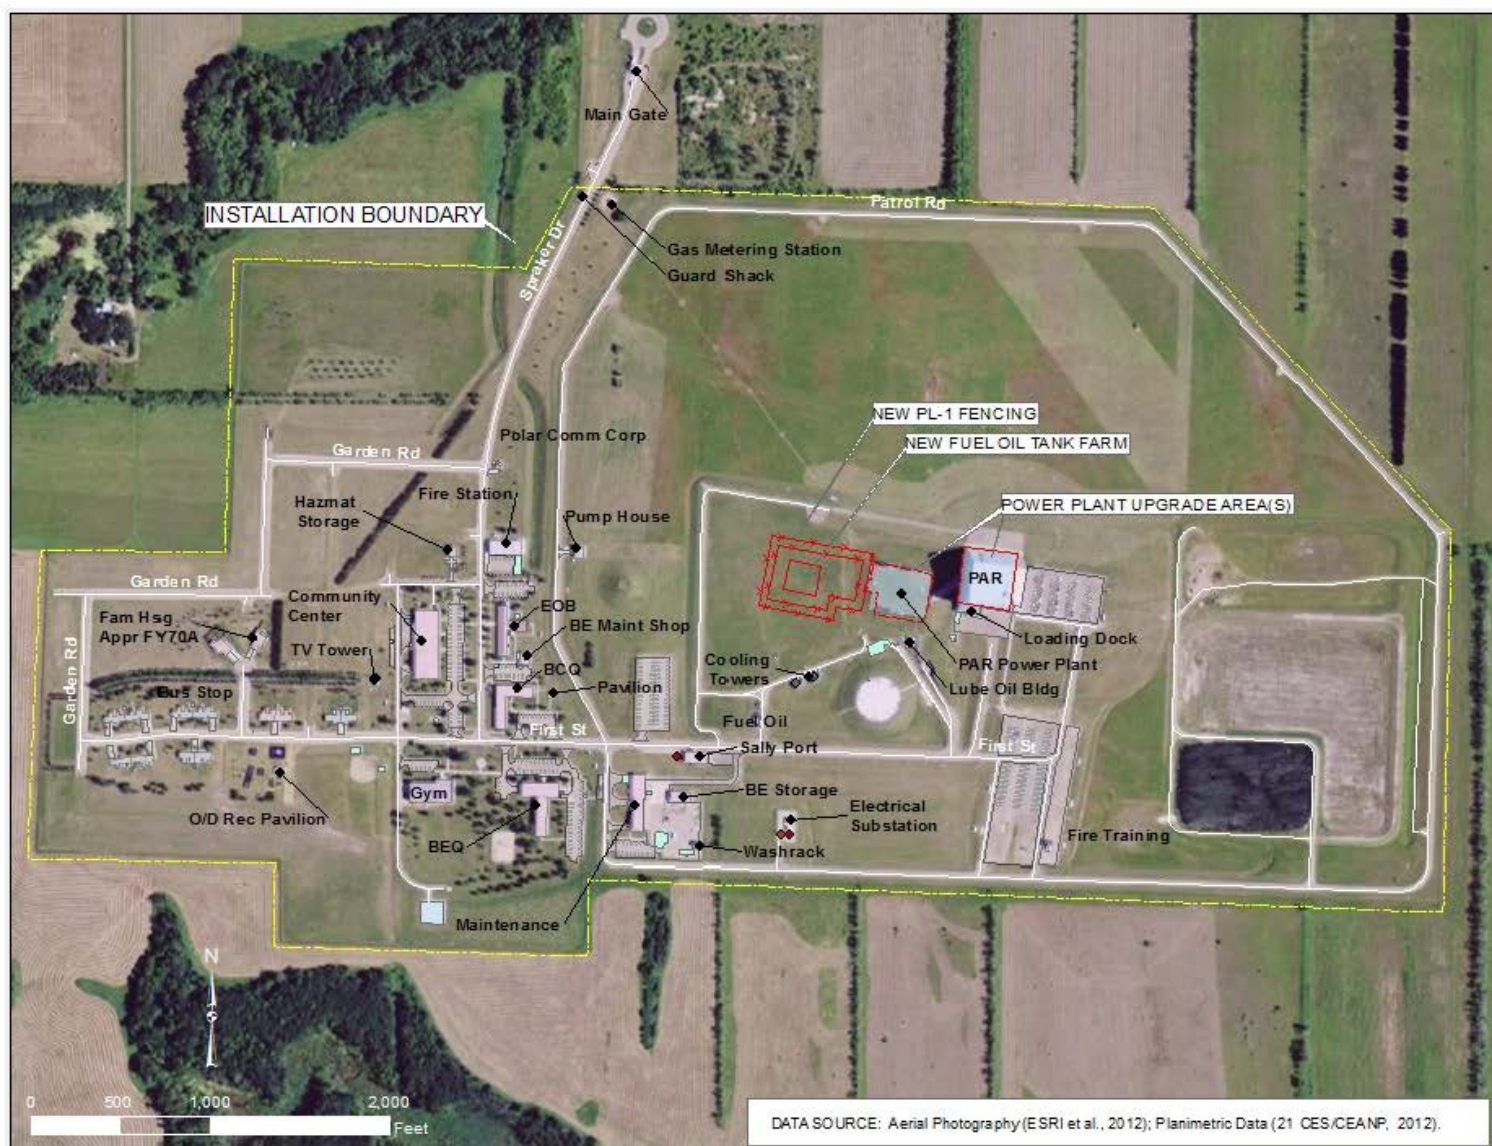 Main Gate
Patrol Rd
INSTALLATION BOUNDARY
Spraker Dr
Gas Metering Station
Guard Shack
NEW PL-1 FENCING
NEW FUEL OIL TANK FARM
Polar Comm Corp
Garden Rd
Fire Station
POWER PLANT UPGRADE AREA(S)
Hazmat
Storage
Pump House
PAR
Garden Rd
Community
Center
Fam Hsg
Appr FY70A
EOB
BE Maint Shop
Loading Dock
TV Tower
BCQ
Cooling
Towers
PAR Power Plant
Garden Rd
Bus Stop
Pavilion
Lube Oil Bldg
First St
Fuel Oil
Sally Port
First St
Gym
BE Storage
O/D Rec Pavilion
Electrical
Substation
BEQ
Washrack
Fire Training
Maintenance
N
0 500 1,000 2,000
Feet
DATA SOURCE: Aerial Photography (ESRI et al., 2012); Planimetric Data (21 CES/CEANP, 2012).